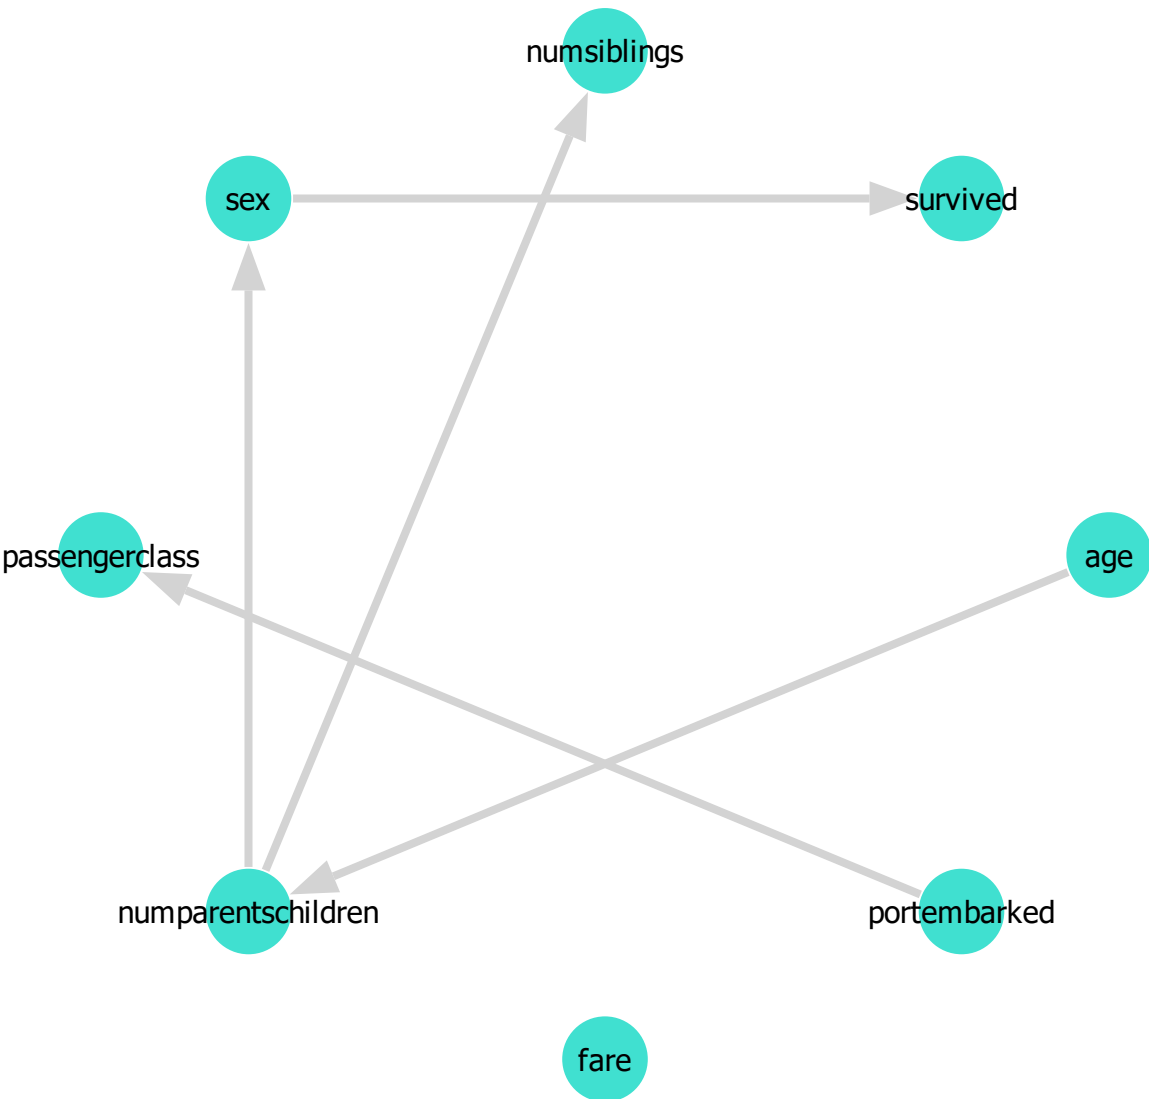 numsiblings
sex
survived
passengerclass
age
numparentschildren
portembarked
fare